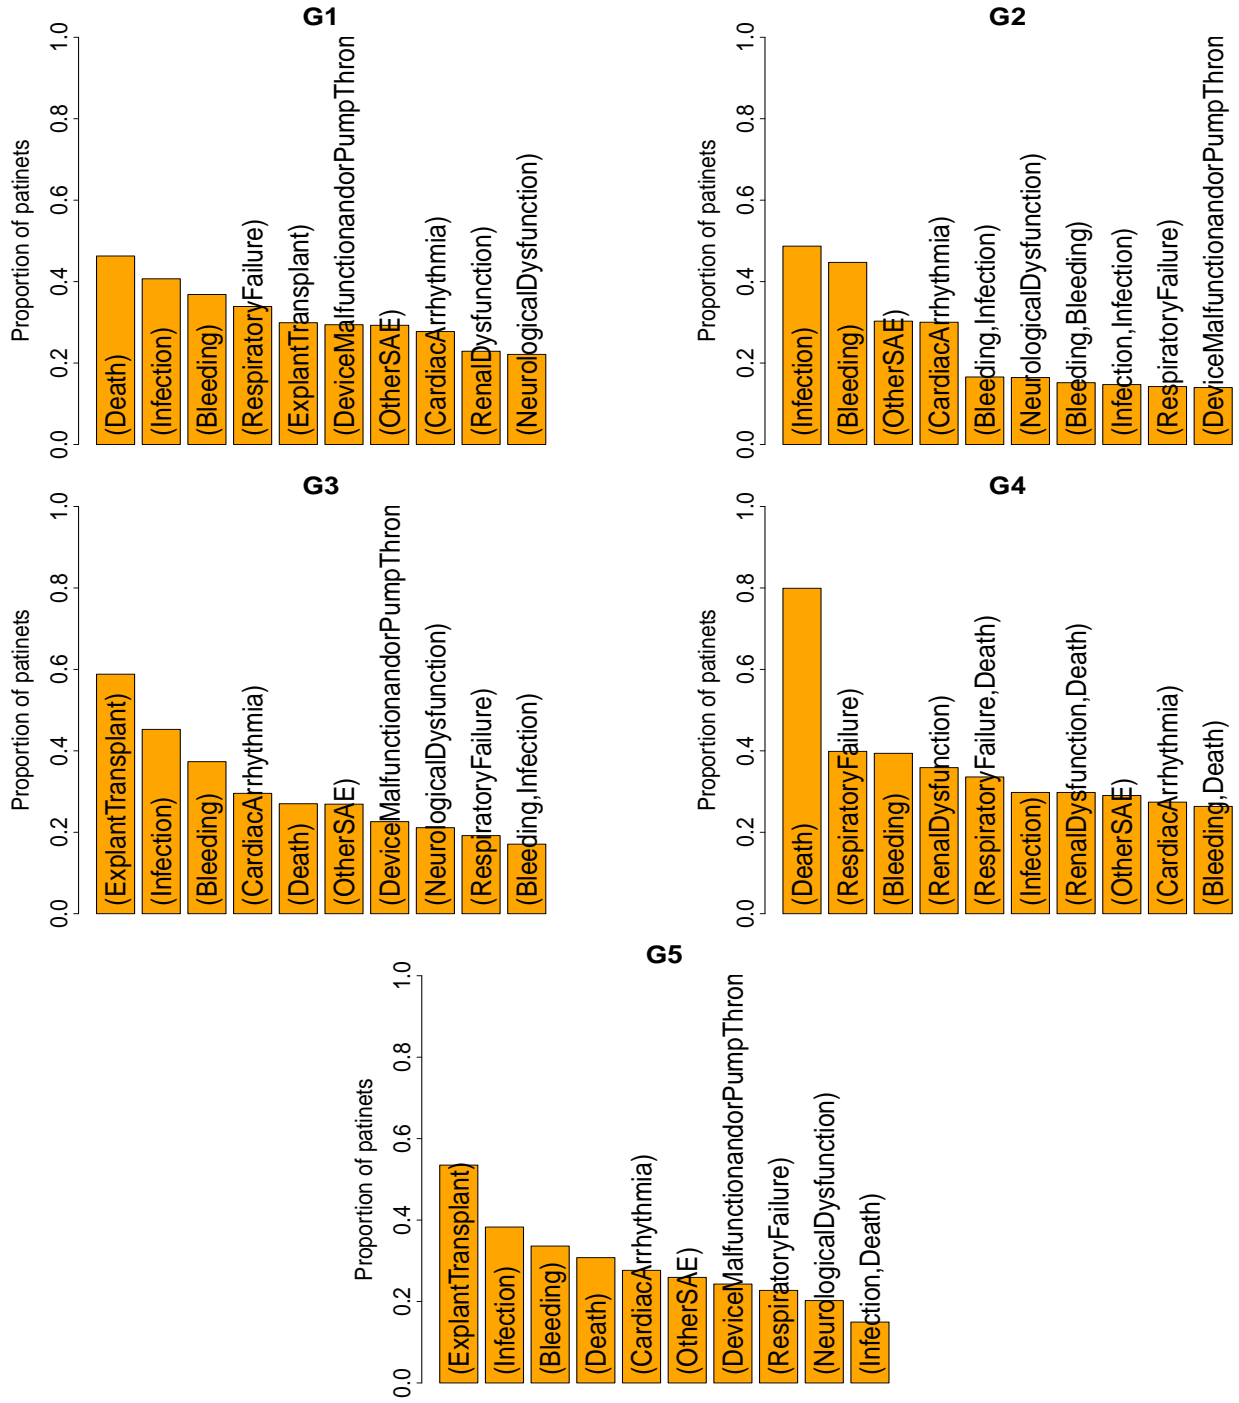 G1
Proportion of patinets
1.0
0.8
0.6
0.4
0.2
0.0
(Death)
(Infection)
(Bleeding)
(RespiratoryFailure)
(ExplantTransplant)
(DeviceMalfunctionandorPumpThron
(OtherSAE)
(CardiacArrhythmia)
(RenalDysfunction)
(NeurologicalDysfunction)
G2
Proportion of patinets
1.0
0.8
0.6
0.4
0.2
0.0
(Infection)
(Bleeding)
(OtherSAE)
(CardiacArrhythmia)
(Bleeding,Infection)
(NeurologicalDysfunction)
(Bleeding,Bleeding)
(Infection,Infection)
(RespiratoryFailure)
(DeviceMalfunctionandorPumpThron
G3
Proportion of patinets
1.0
0.8
0.6
0.4
0.2
0.0
(ExplantTransplant)
(Infection)
(Bleeding)
(CardiacArrhythmia)
(Death)
(OtherSAE)
(DeviceMalfunctionandorPumpThron
(NeurologicalDysfunction)
(RespiratoryFailure)
(Bleeding,Infection)
G4
Proportion of patinets
1.0
0.8
0.6
0.4
0.2
0.0
(Death)
(RespiratoryFailure)
(Bleeding)
(RenalDysfunction)
(RespiratoryFailure,Death)
(Infection)
(RenalDysfunction,Death)
(OtherSAE)
(CardiacArrhythmia)
(Bleeding,Death)
G5
Proportion of patinets
1.0
0.8
0.6
0.4
0.2
0.0
(ExplantTransplant)
(Infection)
(Bleeding)
(Death)
(CardiacArrhythmia)
(OtherSAE)
(DeviceMalfunctionandorPumpThron
(RespiratoryFailure)
(NeurologicalDysfunction)
(Infection,Death)